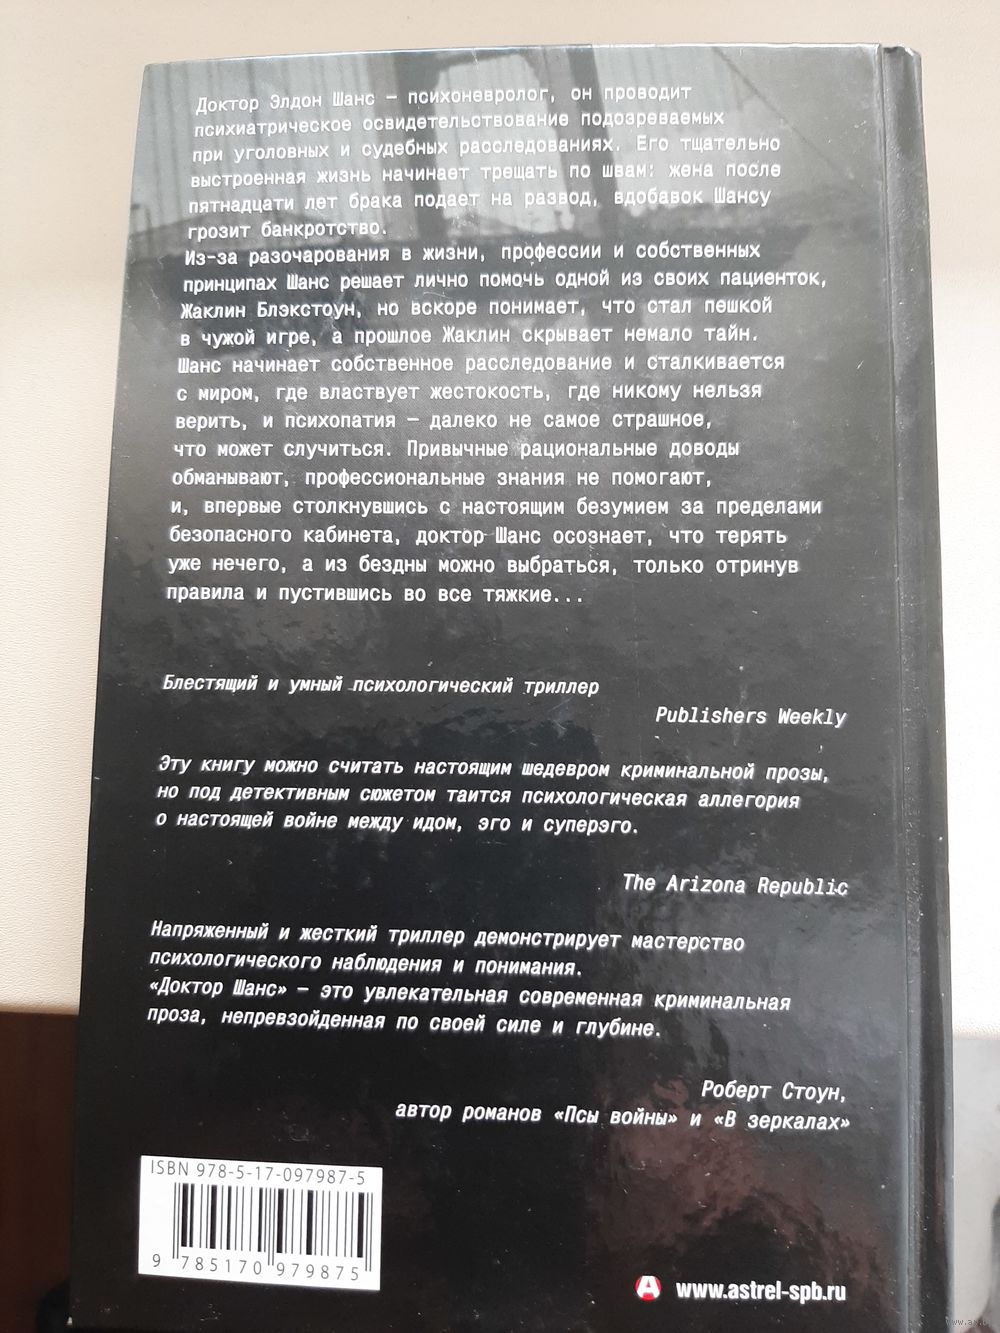 Доктор Элдон Шанс – психоневролог, он проводит
психиатрическое освидетельствование подозреваемых
при уголовных и судебных расследованиях. Его тщательно
выстроенная жизнь начинает трещать по швам: жена после
пятнадцати лет брака подает на развод, вдобавок Шансу
грозит банкротство.
Из-за разочарования в жизни, профессии и собственных
принципах Шанс решает лично помочь одной из своих пациенток,
Жаклин Блэкстоун, но вскоре понимает, что стал пешкой
в чужой игре, а прошлое Жаклин скрывает немало тайн.
Шанс начинает собственное расследование и сталкивается
с миром, где властвует жестокость, где никому нельзя
верить, и психопатия – далеко не самое страшное,
что может случиться. Привычные рациональные доводы
обманывают, профессиональные знания не помогают,
и, впервые столкнувшись с настоящим безумием за пределами
безопасного кабинета, доктор Шанс осознает, что терять
уже нечего, а из бездны можно выбраться, только отринув
правила и пустившись во все тяжкие...
Блестящий и умный психологический триллер
Publishers Weekly
Эту книгу можно считать настоящим шедевром криминальной прозы,
но под детективным сюжетом таится психологическая аллегория
о настоящей войне между идом, эго и суперэго.
The Arizona Republic
Напряженный и жесткий триллер демонстрирует мастерство
психологического наблюдения и понимания.
«Доктор Шанс» – это увлекательная современная криминальная
проза, непревзойденная по своей силе и глубине.
Роберт Стоун,
автор романов «Псы войны» и «В зеркалах»
ISBN 978-5-17-097987-5
9 785170 979875
A www.astrel-spb.ru